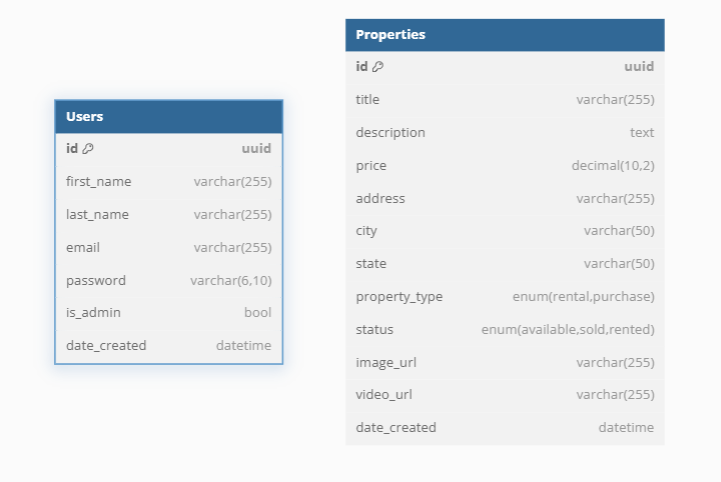 Users
id uuid
first_name varchar(255)
last_name varchar(255)
email varchar(255)
password varchar(6,10)
is_admin bool
date_created datetime
Properties
id uuid
title varchar(255)
description text
price decimal(10,2)
address varchar(255)
city varchar(50)
state varchar(50)
property_type enum(rental,purchase)
status enum(available,sold,rented)
image_url varchar(255)
video_url varchar(255)
date_created datetime